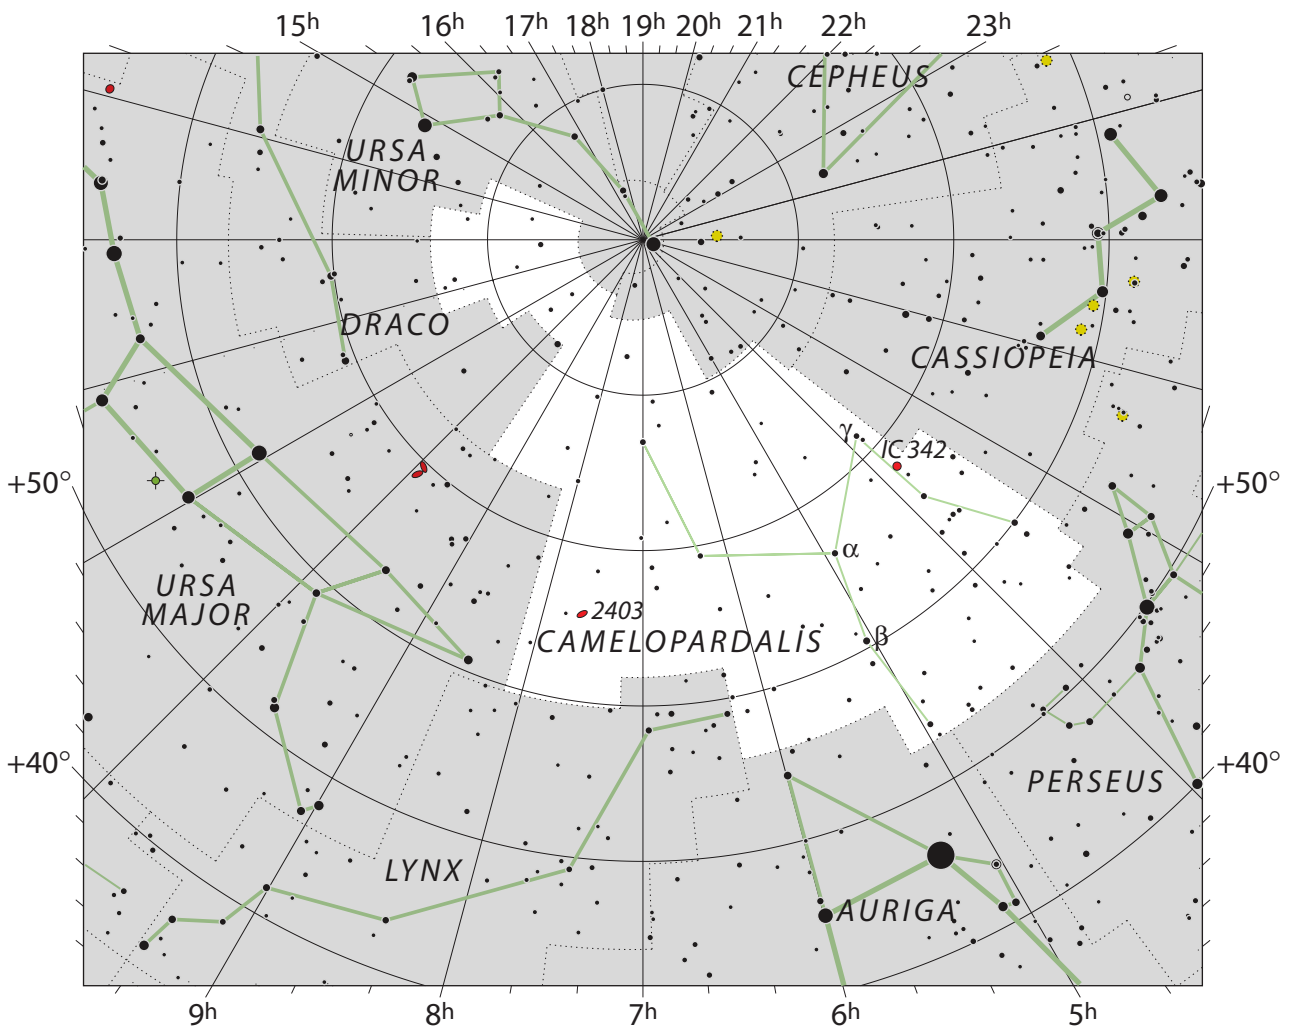 15h 16h 17h 18h 19h 20h 21h 22h 23h
CEPHEUS
URSA
MINOR
DRACO
CASSIOPEIA
γ
IC 342
+50°
+50°
α
URSA
MAJOR
2403
CAMELOPARDALIS
β
+40°
PERSEUS
+40°
LYNX
AURIGA
9h 8h 7h 6h 5h